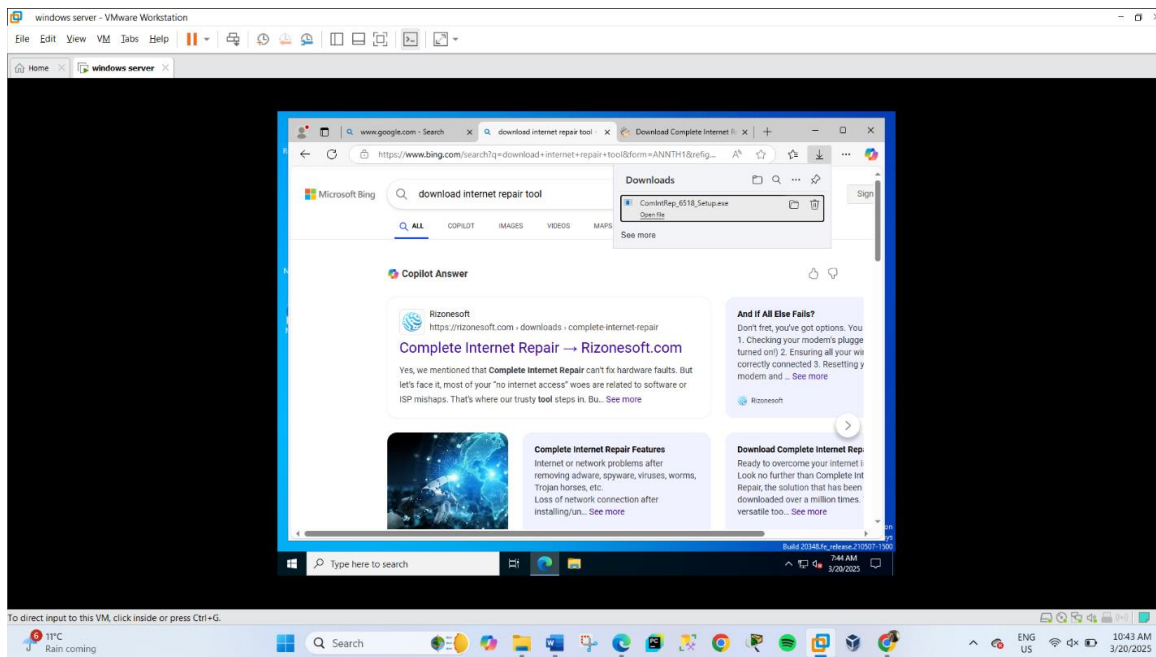 windows server - VMware Workstation
File Edit View VM Tabs Help
Home windows server
www.google.com - Search download internet repair tool - Download Complete Internet R
https://www.bing.com/search?q=download+internet+repair+tool&form=ANNTH1&refig...
Microsoft Bing download internet repair tool
Sign
ALL COPILOT IMAGES VIDEOS MAPS
Downloads
ComIntRep_6518_Setup.exe
Open file
See more
Copilot Answer
Rizonesoft
https://rizonesoft.com › downloads › complete-internet-repair
Complete Internet Repair → Rizonesoft.com
Yes, we mentioned that Complete Internet Repair can't fix hardware faults. But
let's face it, most of your "no internet access" woes are related to software or
ISP mishaps. That's where our trusty tool steps in. Bu... See more
And If All Else Fails?
Don't fret, you've got options. You
1. Checking your modem's plugge
turned on!) 2. Ensuring all your wir
correctly connected 3. Resetting y
modem and ... See more
Rizonesoft
Complete Internet Repair Features
Internet or network problems after
removing adware, spyware, viruses, worms,
Trojan horses, etc.
Loss of network connection after
installing/un... See more
Download Complete Internet Repa
Ready to overcome your internet i
Look no further than Complete Int
Repair, the solution that has been
downloaded over a million times.
versatile too... See more
Build 20348.fe_release.210507-1500
Type here to search
7:44 AM
3/20/2025
To direct input to this VM, click inside or press Ctrl+G.
6
11°C
Rain coming
Search
ENG
US
10:43 AM
3/20/2025